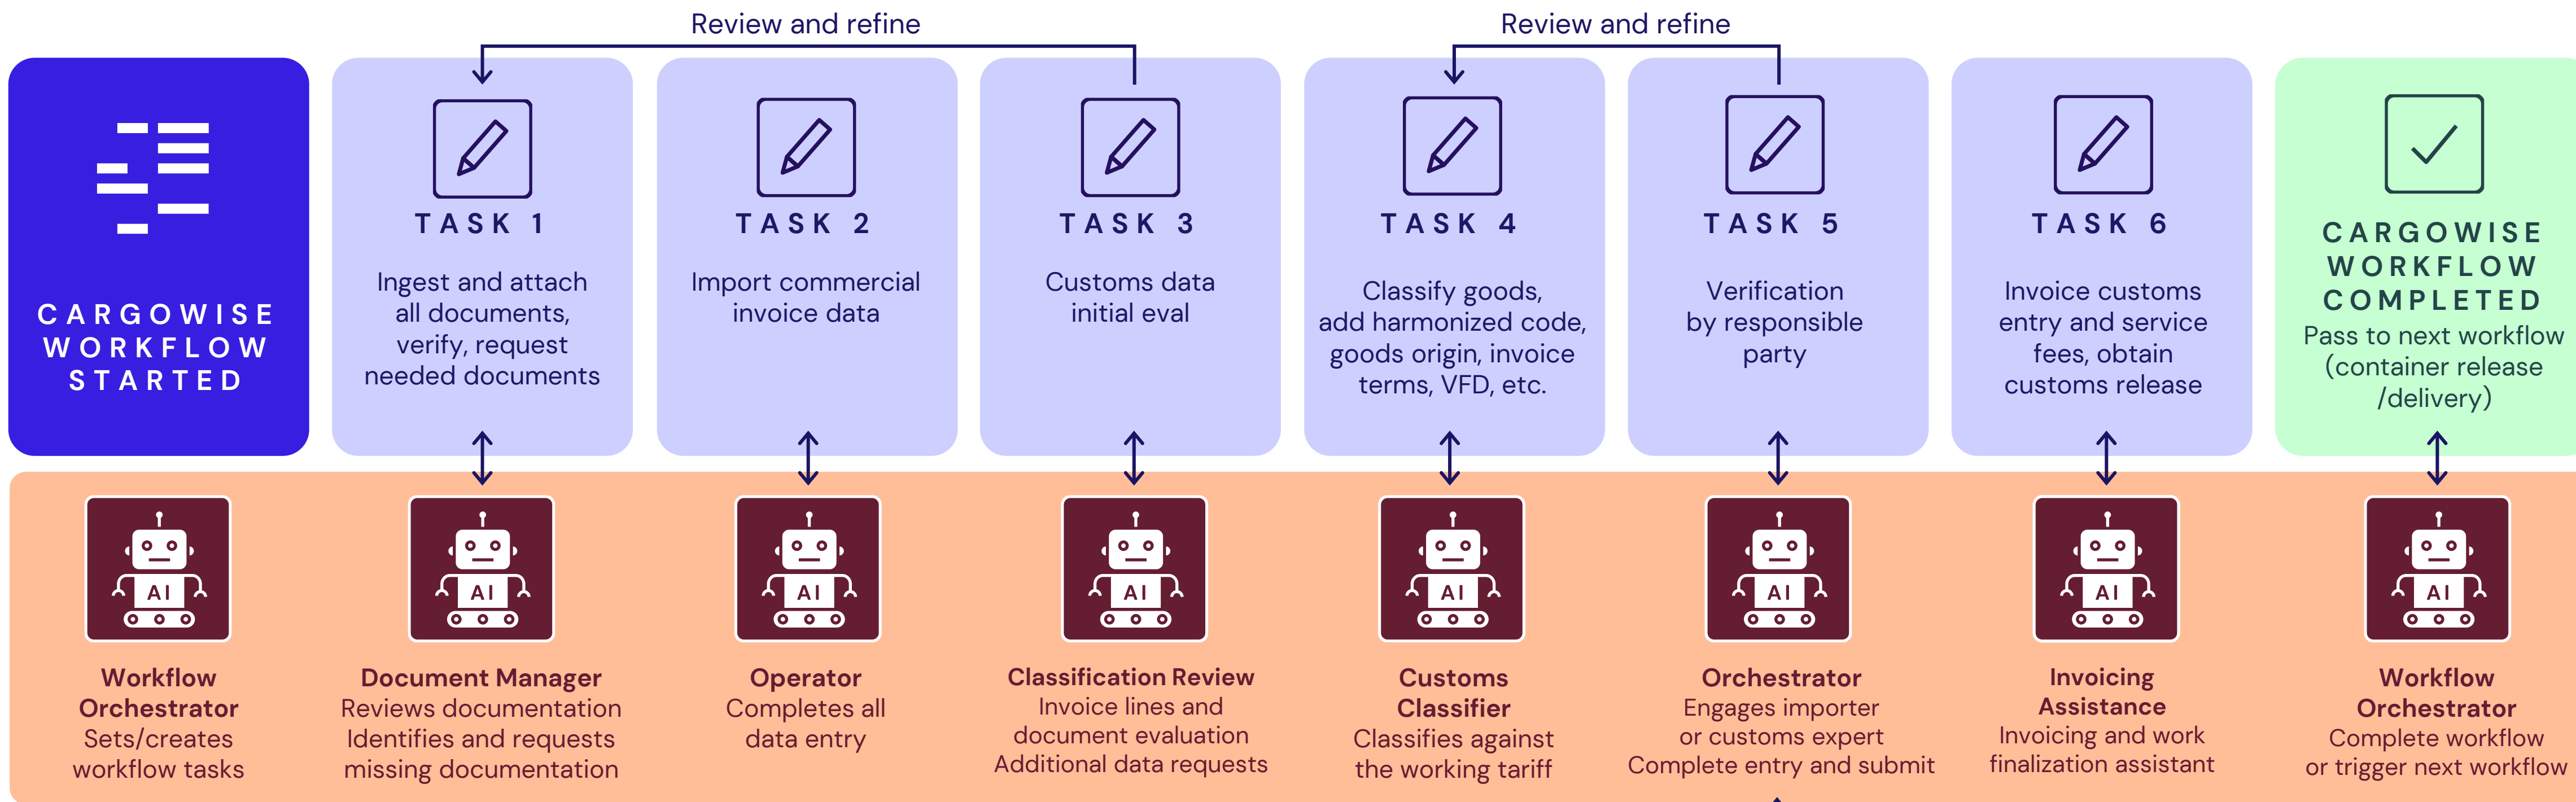 Review and refine
Review and refine
CARGOWISE
WORKFLOW
STARTED
TASK 1
Ingest and attach
all documents,
verify, request
needed documents
TASK 2
Import commercial
invoice data
TASK 3
Customs data
initial eval
TASK 4
Classify goods,
add harmonized code,
goods origin, invoice
terms, VFD, etc.
TASK 5
Verification
by responsible
party
TASK 6
Invoice customs
entry and service
fees, obtain
customs release
CARGOWISE
WORKFLOW
COMPLETED
Pass to next workflow
(container release
/delivery)
AI
Workflow
Orchestrator
Sets/creates
workflow tasks
AI
Document Manager
Reviews documentation
Identifies and requests
missing documentation
AI
Operator
Completes all
data entry
AI
Classification Review
Invoice lines and
document evaluation
Additional data requests
AI
Customs
Classifier
Classifies against
the working tariff
AI
Orchestrator
Engages importer
or customs expert
Complete entry and submit
AI
Invoicing
Assistance
Invoicing and work
finalization assistant
AI
Workflow
Orchestrator
Complete workflow
or trigger next workflow